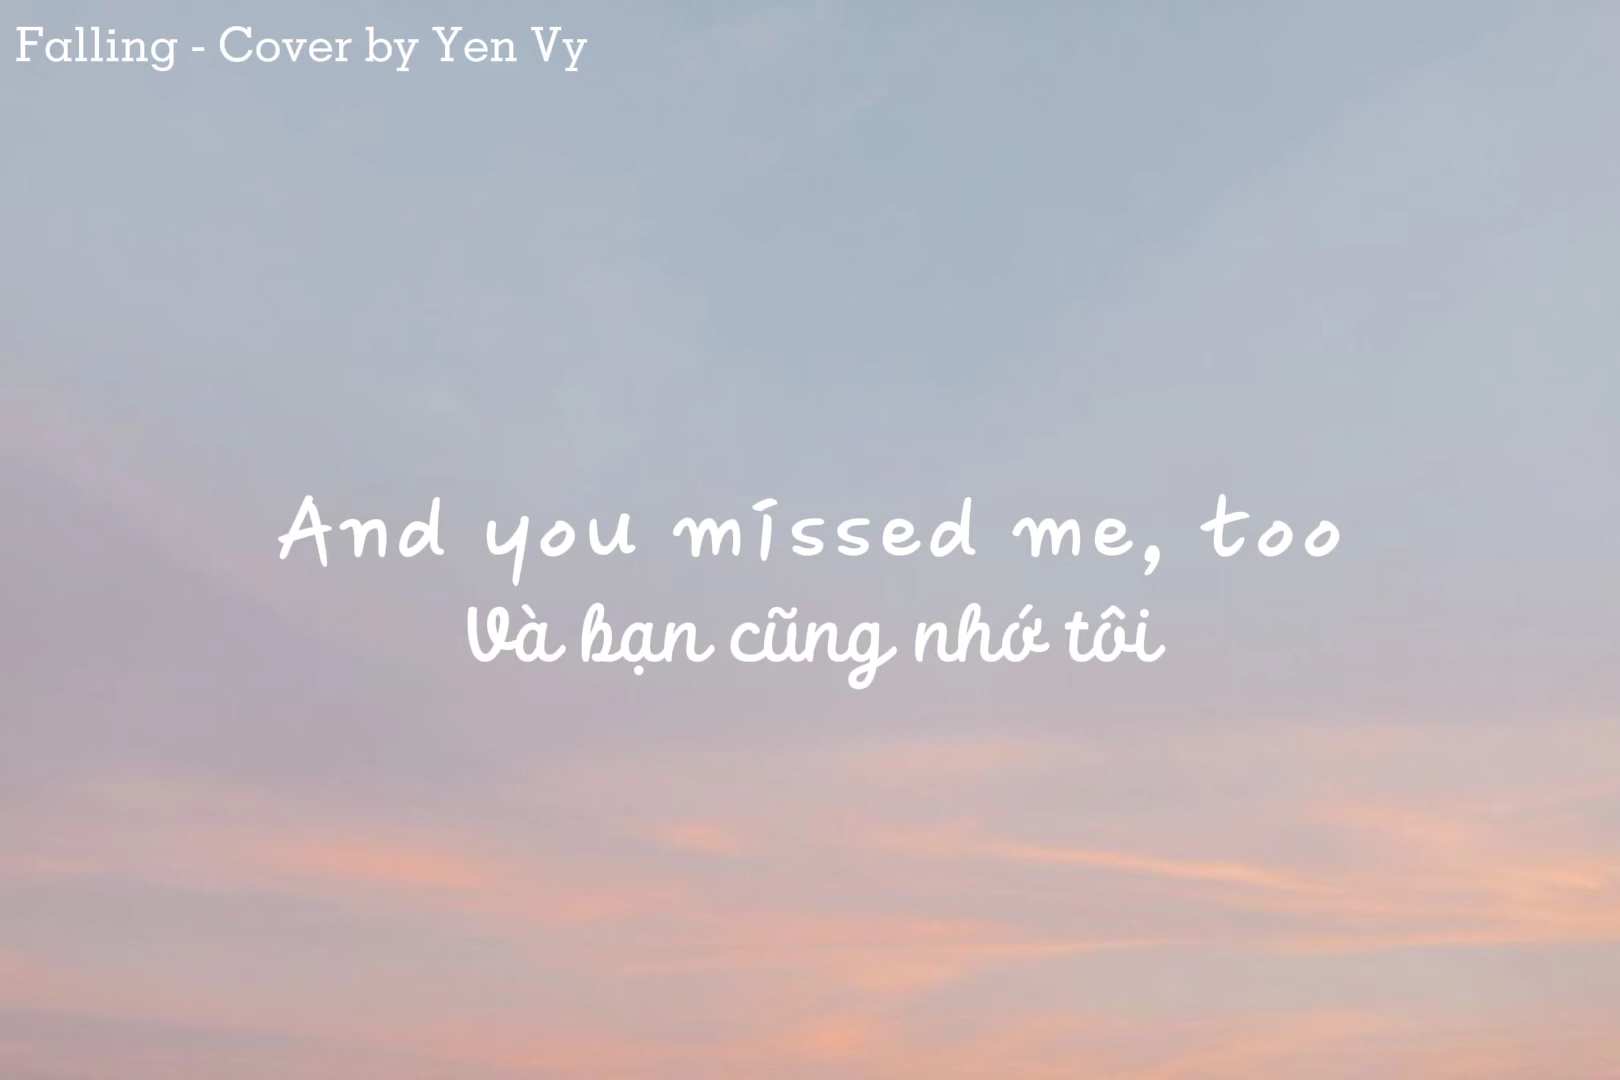 Falling - Cover by Yen Vy
And you missed me, too
Và bạn cũng nhớ tôi